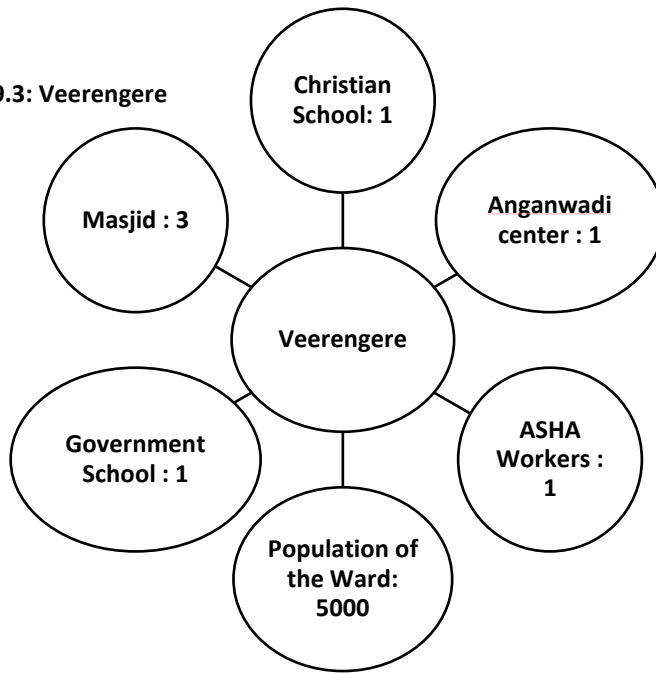 9.3: Veerengere
Christian
School: 1
Masjid : 3
Anganwadi
center : 1
Veerengere
Government
School : 1
ASHA
Workers :
1
Population of
the Ward:
5000